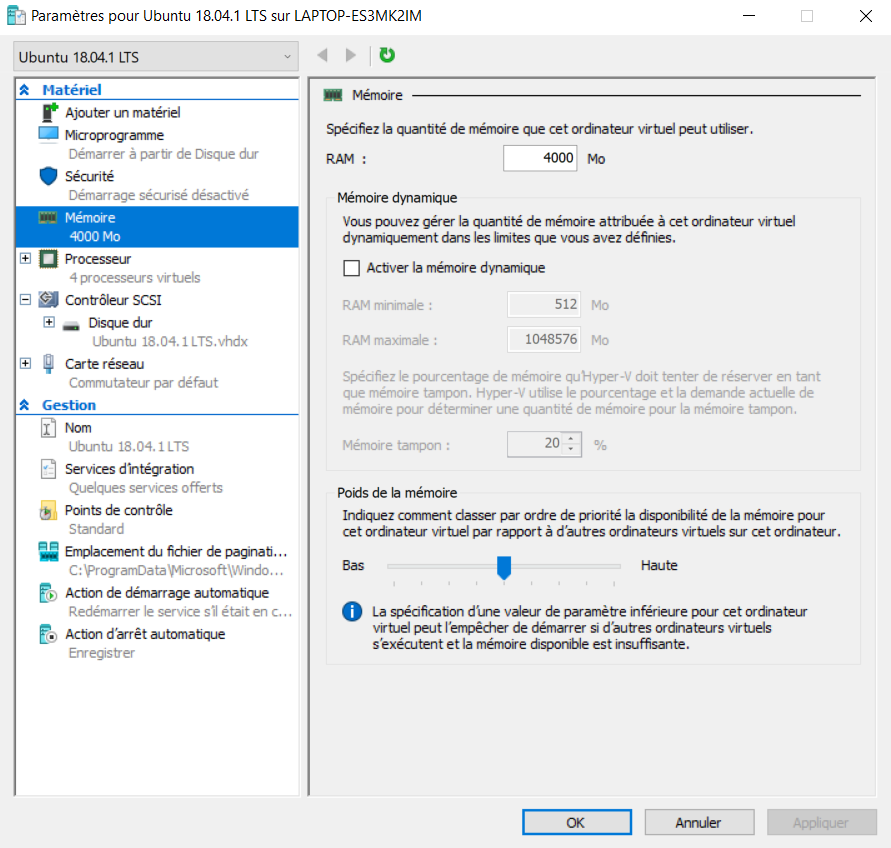 Paramètres pour Ubuntu 18.04.1 LTS sur LAPTOP-ES3MK2IM
Ubuntu 18.04.1 LTS
Matériel
Ajouter un matériel
Microprogramme
Démarrer à partir de Disque dur
Sécurité
Démarrage sécurisé désactivé
Mémoire
4000 Mo
Processeur
4 processeurs virtuels
Contrôleur SCSI
Disque dur
Ubuntu 18.04.1 LTS.vhdx
Carte réseau
Commutateur par défaut
Gestion
Nom
Ubuntu 18.04.1 LTS
Services d'intégration
Quelques services offerts
Points de contrôle
Standard
Emplacement du fichier de paginati...
C:\ProgramData\Microsoft\Windo...
Action de démarrage automatique
Redémarrer le service s'il était en c...
Action d'arrêt automatique
Enregistrer
Mémoire
Spécifiez la quantité de mémoire que cet ordinateur virtuel peut utiliser.
RAM : 4000 Mo
Mémoire dynamique
Vous pouvez gérer la quantité de mémoire attribuée à cet ordinateur virtuel
dynamiquement dans les limites que vous avez définies.
Activer la mémoire dynamique
RAM minimale : 512 Mo
RAM maximale : 1048576 Mo
Spécifiez le pourcentage de mémoire qu'Hyper-V doit tenter de réserver en tant
que mémoire tampon. Hyper-V utilise le pourcentage et la demande actuelle de
mémoire pour déterminer une quantité de mémoire pour la mémoire tampon.
Mémoire tampon : 20 %
Poids de la mémoire
Indiquez comment classer par ordre de priorité la disponibilité de la mémoire pour
cet ordinateur virtuel par rapport à d'autres ordinateurs virtuels sur cet ordinateur.
Bas Haute
La spécification d'une valeur de paramètre inférieure pour cet ordinateur
virtuel peut l'empêcher de démarrer si d'autres ordinateurs virtuels
s'exécutent et la mémoire disponible est insuffisante.
OK Annuler Appliquer